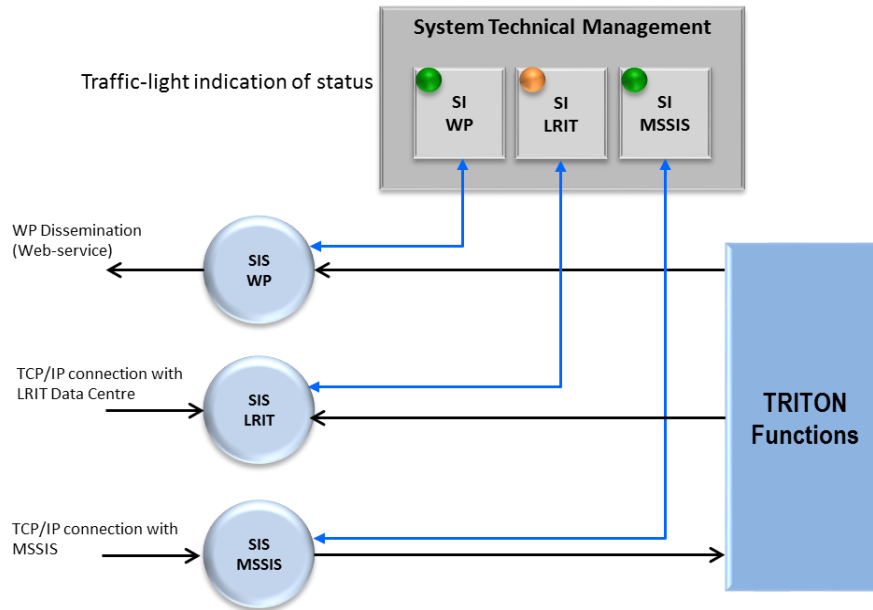 System Technical Management
Traffic-light indication of status
SI
WP
SI
LRIT
SI
MSSIS
WP Dissemination
(Web-service)
SIS
WP
TCP/IP connection with
LRIT Data Centre
SIS
LRIT
TRITON
Functions
TCP/IP connection with
MSSIS
SIS
MSSIS